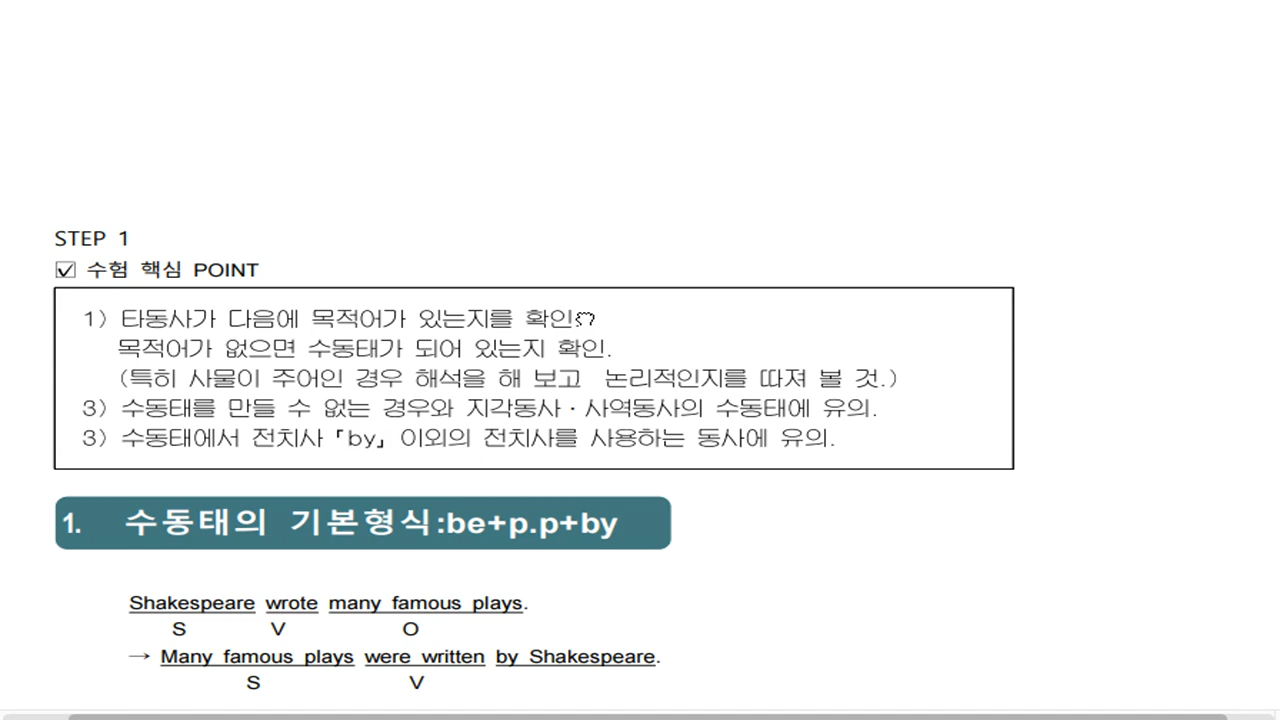 STEP 1
☑ 수험 핵심 POINT
1) 타동사가 다음에 목적어가 있는지를 확인
목적어가 없으면 수동태가 되어 있는지 확인.
(특히 사물이 주어인 경우 해석을 해 보고 논리적인지를 따져 볼 것.)
3) 수동태를 만들 수 없는 경우와 지각동사·사역동사의 수동태에 유의.
3) 수동태에서 전치사 「by」 이외의 전치사를 사용하는 동사에 유의.
1. 수동태의 기본형식:be+p.p+by
Shakespeare wrote many famous plays.
S V O
→ Many famous plays were written by Shakespeare.
S V